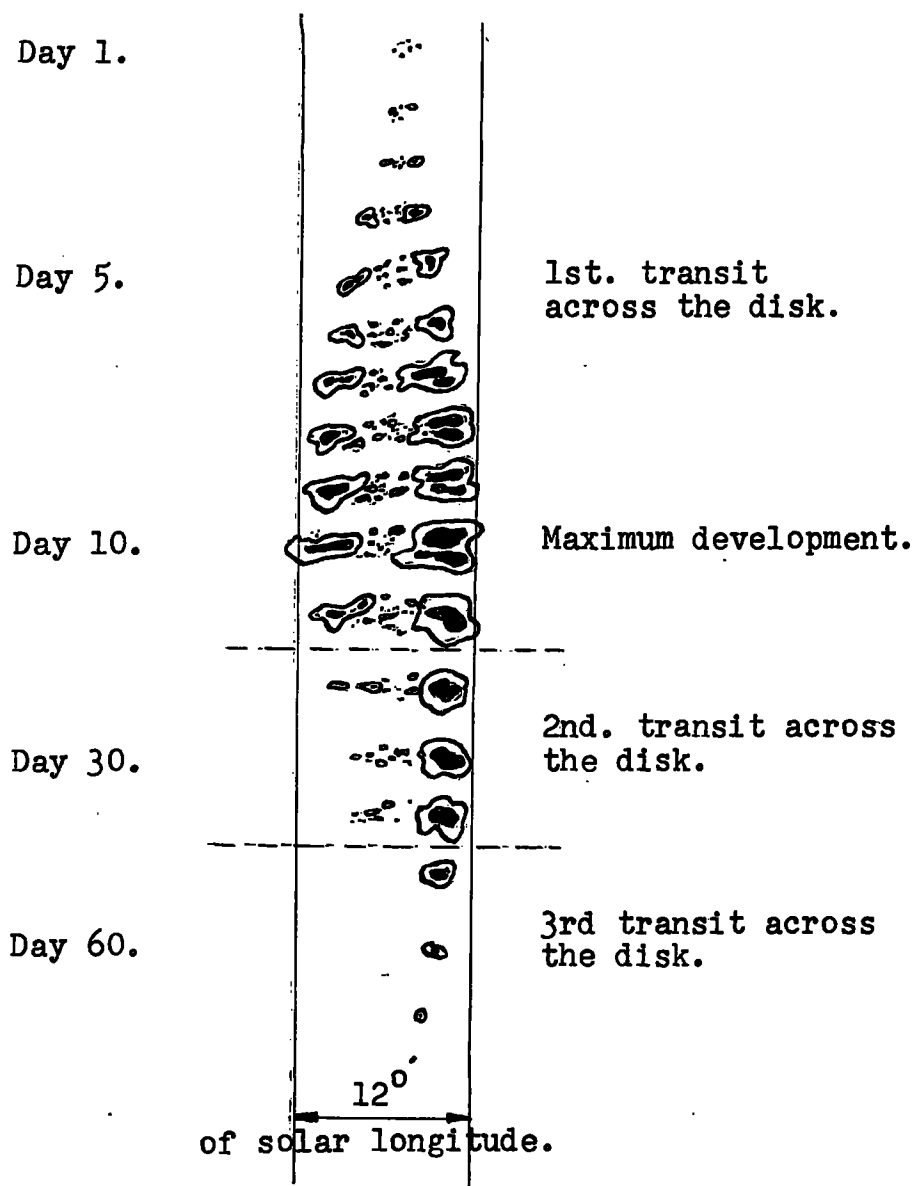 Day 1.
Day 5.
1st. transit
across the disk.
Day 10.
Maximum development.
2nd. transit across
the disk.
Day 30.
3rd transit across
the disk.
Day 60.
12°
of solar longitude.